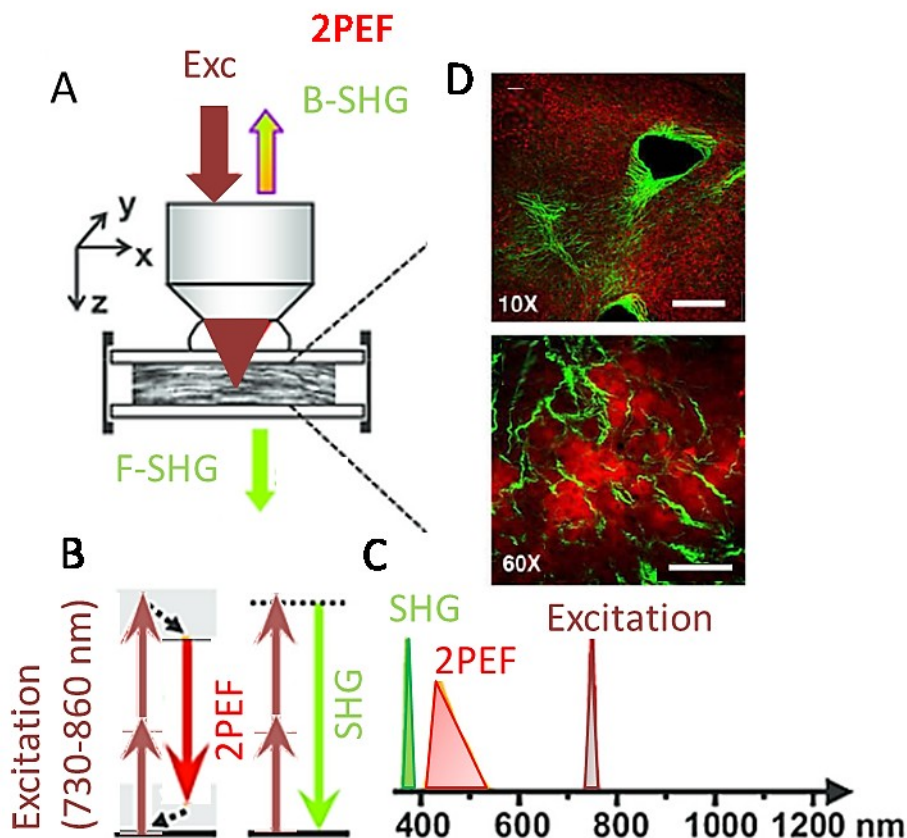 2PEF
Exc
A
B-SHG
D
y
x
z
10X
F-SHG
60X
B
C
Excitation
(730-860 nm)
2PEF
SHG
SHG
2PEF
Excitation
400 600 800 1000 1200 nm